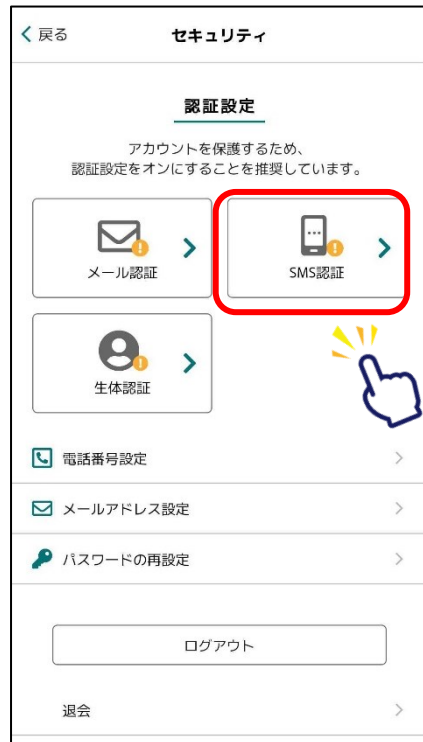 戻る
セキュリティ
認証設定
アカウントを保護するため、
認証設定をオンにすることを推奨しています。
メール認証
SMS認証
生体認証
電話番号設定
メールアドレス設定
パスワードの再設定
ログアウト
退会